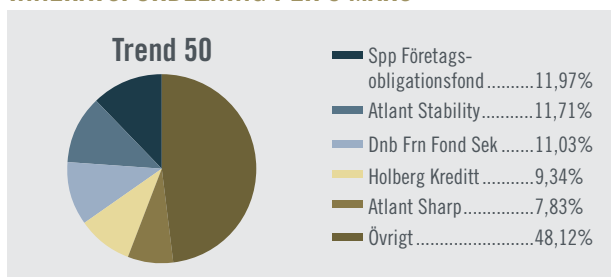 Trend 50
Spp Företags-
obligationsfond..........11,97%
Atlant Stability...........11,71%
Dnb Frn Fond Sek ......11,03%
Holberg Kreditt...........9,34%
Atlant Sharp...............7,83%
Övrigt.........................48,12%